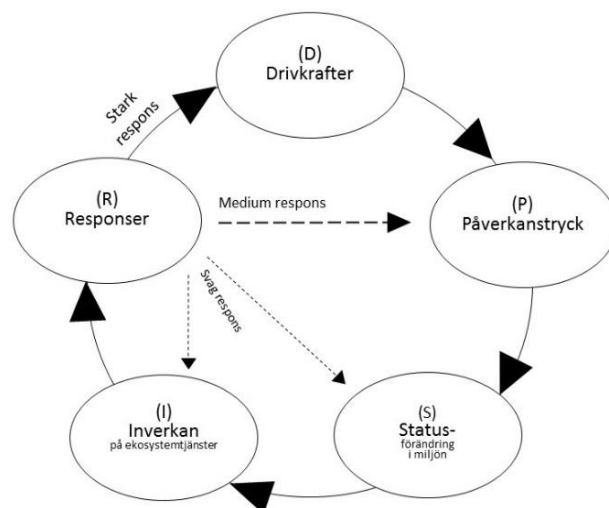 (D)
Drivkrafter
Stark
respons
(R)
Responser
Medium respons
(P)
Påverkanstryck
Svag respons
(I)
Inverkan
på ekosystemtjänster
(S)
Status-
förändring
i miljön